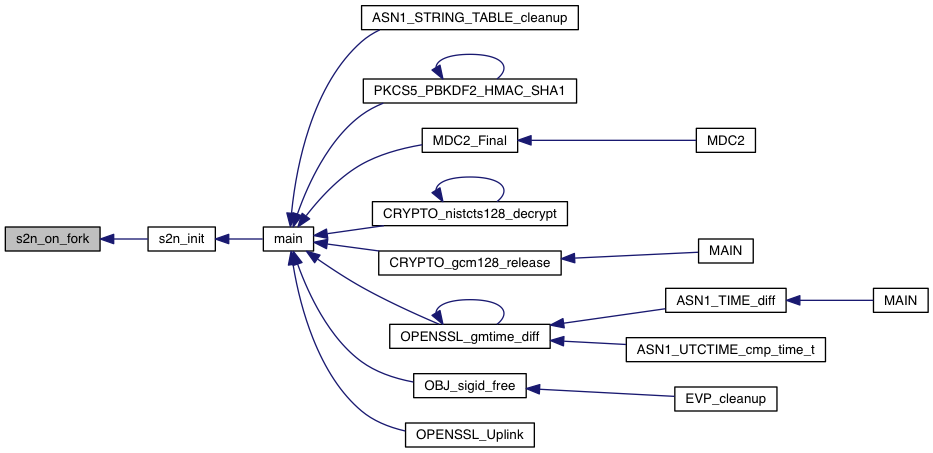 ASN1_STRING_TABLE_cleanup
PKCS5_PBKDF2_HMAC_SHA1
MDC2_Final
MDC2
CRYPTO_nistcts128_decrypt
s2n_on_fork
s2n_init
main
MAIN
CRYPTO_gcm128_release
ASN1_TIME_diff
MAIN
OPENSSL_gmtime_diff
ASN1_UTCTIME_cmp_time_t
OBJ_sigid_free
EVP_cleanup
OPENSSL_Uplink